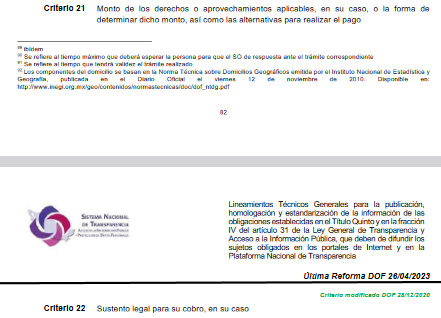 Criterio 21 Monto de los derechos o aprovechamientos aplicables, en su caso, o la forma de
determinar dicho monto, así como las alternativas para realizar el pago
Ibídem
Se refiere al tiempo máximo que deberá esperar la persona para que el SO de respuesta ante el trámite correspondiente
Se refiere al tiempo que tendrá validez el trámite realizado
Los componentes del domicilio se basan en la Norma Técnica sobre Domicilios Geográficos emitida por el Instituto Nacional de Estadística y
Geografía, publicada en el Diario Oficial el viernes 12 de noviembre de 2010. Disponible en:
http://www.inegi.org.mx/geo/contenidos/normastecnicas/doc/dof_ntdg.pdf
82
SISTEMA NACIONAL
DE TRANSPARENCIA
Lineamientos Técnicos Generales para la publicación,
homologación y estandarización de la información de las
obligaciones establecidas en el Título Quinto y en la fracción
IV del artículo 31 de la Ley General de Transparencia y
Acceso a la Información Pública, que deben de difundir los
sujetos obligados en los portales de Internet y en la
Plataforma Nacional de Transparencia
Última Reforma DOF 26/04/2023
Criterio modificado DOF 28/12/2020
Criterio 22 Sustento legal para su cobro, en su caso